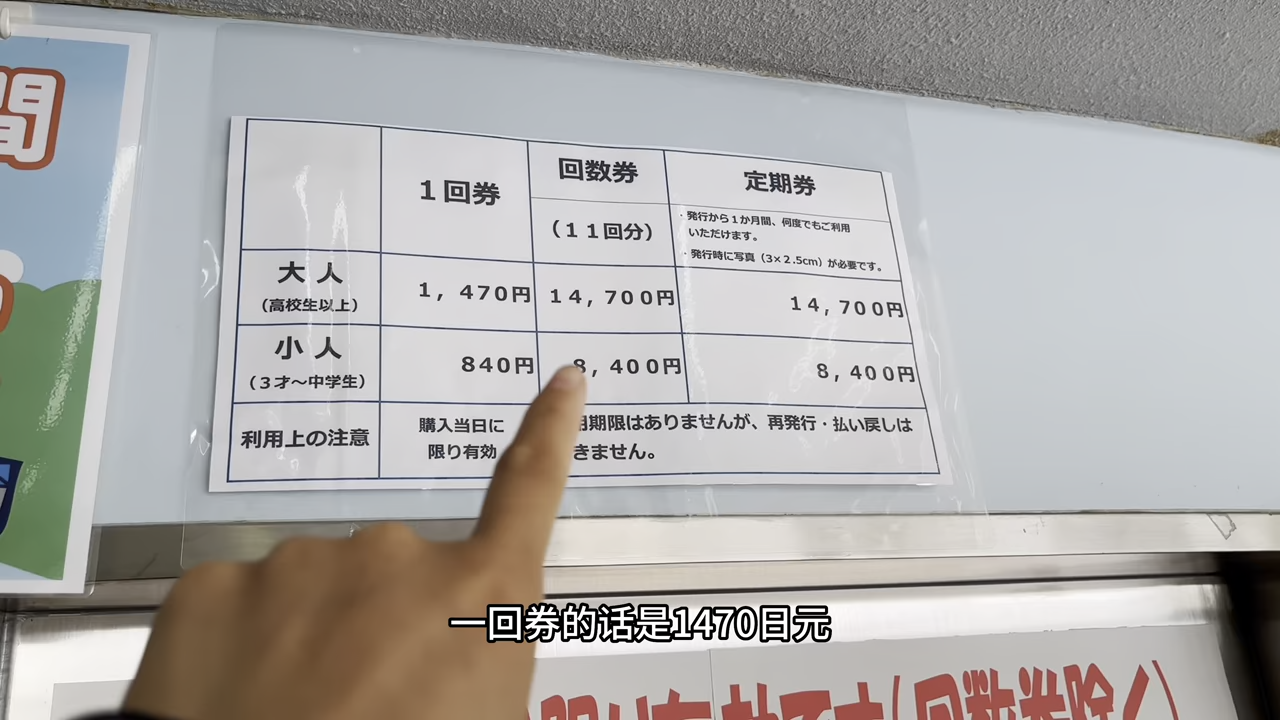 間
1回券
回数券
(11回分)
定期券
・発行から1か月間、何度でもご利用
いただけます。
・発行時に写真（3×2.5cm）が必要です。
大人
(高校生以上)
1，470円
14，700円
14，700円
小人
(3才～中学生)
840円
8，400円
8，400円
利用上の注意
購入当日に
限り有効
期限はありませんが、再発行・払い戻しは
きません。
一回券的话是1470日元
(回数券除く)